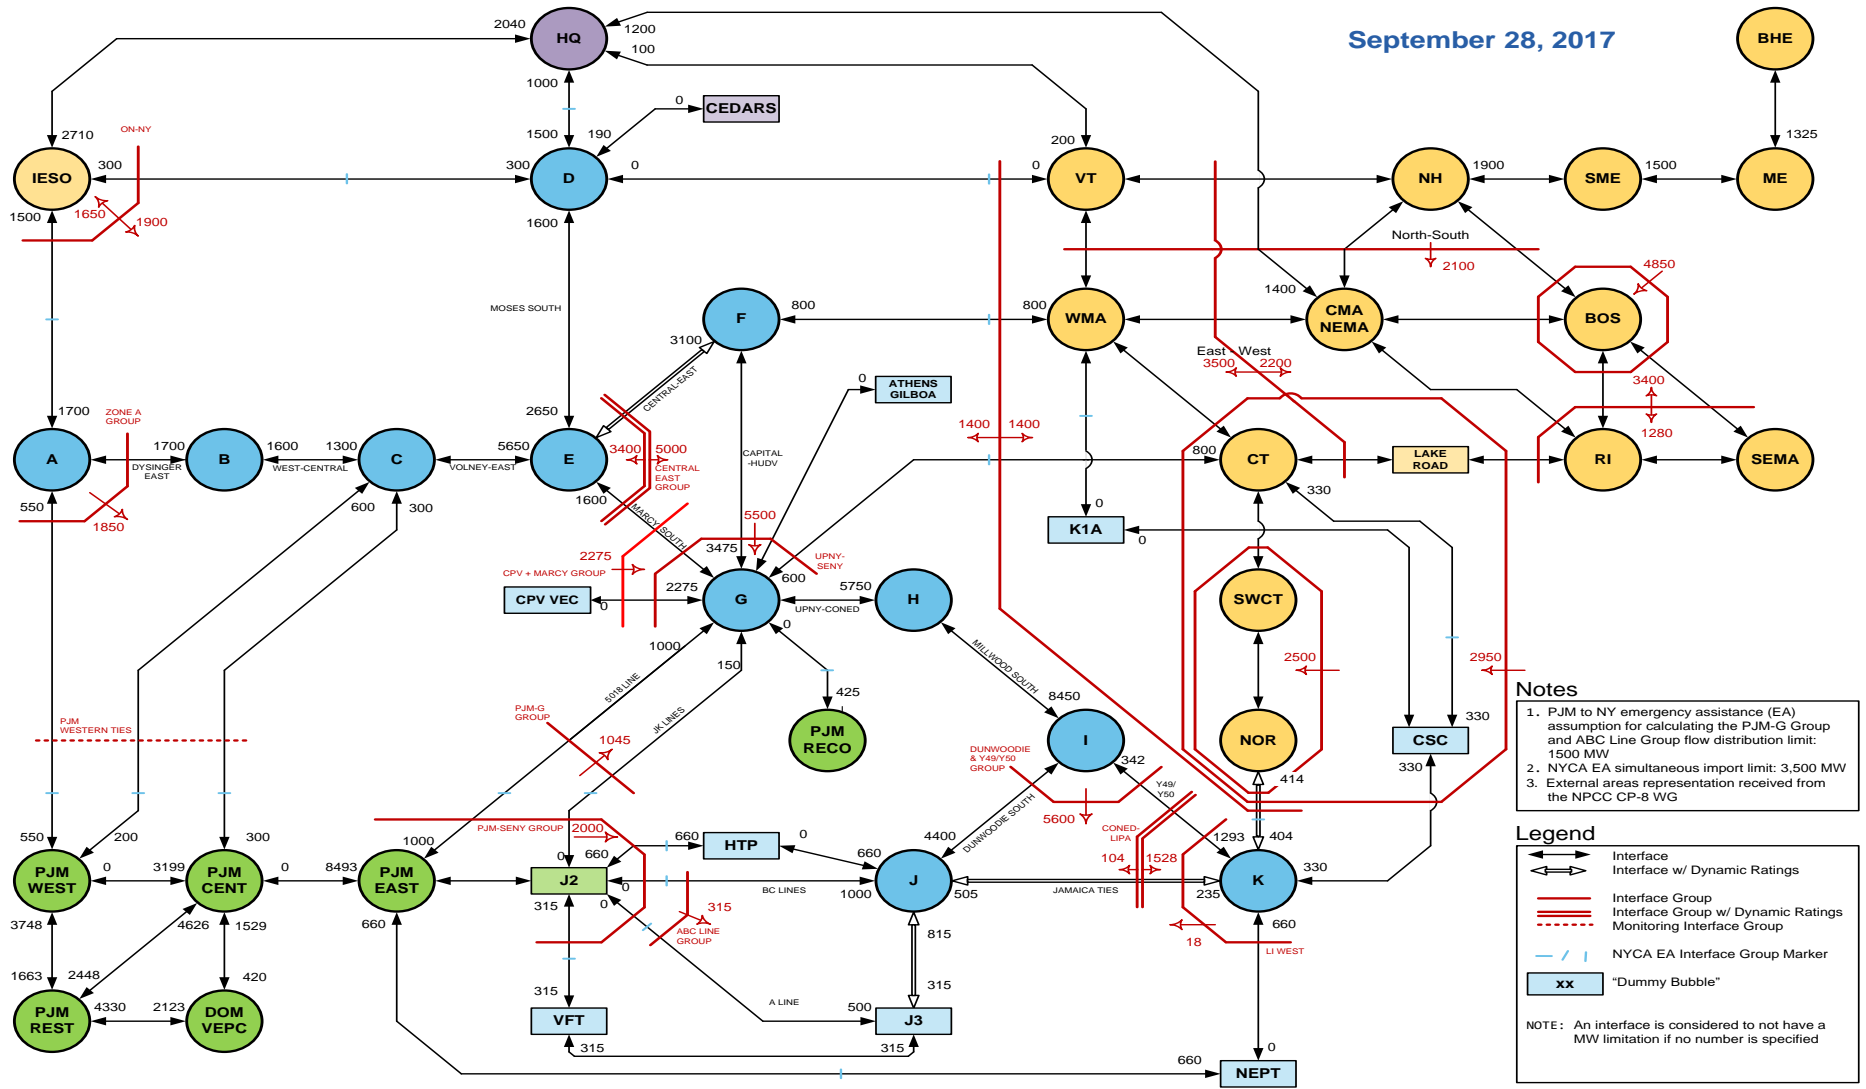 2040
HQ
1200
100
September 28, 2017
BHE
1000
0
CEDARS
2710
ON-NY
1500
190
200
1325
IESO
300
300
D
0
0
VT
NH
1900
SME
1500
ME
1500
1650
1900
1600
North-South
2100
4850
1400
MOSES SOUTH
F
800
800
WMA
CMA
NEMA
BOS
3100
CENTRAL-EAST
East - West
3500
2200
0
ATHENS
GILBOA
3400
1280
1700
ZONE A
GROUP
2650
1400
1400
A
1700
DYSINGER
EAST
B
1600
WEST-CENTRAL
1300
C
5650
VOLNEY-EAST
E
3400
5000
CENTRAL
EAST
GROUP
CAPITAL
-HUDV
800
CT
LAKE
ROAD
RI
SEMA
550
1850
600
300
1600
MARCY-SOUTH
330
0
K1A
0
5500
2275
CPV + MARCY GROUP
3475
UPNY-
SENY
600
CPV VEC
0
2275
G
5750
UPNY-CONED
H
SWCT
1000
150
0
MILLWOOD SOUTH
2500
2950
5018 LINE
JK LINES
425
8450
PJM
WESTERN TIES
PJM-G
GROUP
1045
PJM
RECO
DUNWOODIE
& Y49/Y50
GROUP
I
342
NOR
330
CSC
330
414
Y49/
Y50
DUNWOODIE SOUTH
5600
550
200
300
1000
PJM-SENY GROUP
2000
660
HTP
0
4400
CONED-
LIPA
1293
404
PJM
WEST
0
3199
PJM
CENT
0
8493
PJM
EAST
0
660
J2
0
0
BC LINES
660
J
1000
505
JAMAICA TIES
104
1528
235
K
330
3748
4626
1529
660
315
315
ABC LINE
GROUP
815
18
660
LI WEST
1663
2448
420
315
A LINE
500
315
PJM
REST
4330
2123
DOM
VEPC
VFT
J3
315
315
660
0
NEPT
Notes
1. PJM to NY emergency assistance (EA)
assumption for calculating the PJM-G Group
and ABC Line Group flow distribution limit:
1500 MW
2. NYCA EA simultaneous import limit: 3,500 MW
3. External areas representation received from
the NPCC CP-8 WG
Legend
Interface
Interface w/ Dynamic Ratings
Interface Group
Interface Group w/ Dynamic Ratings
Monitoring Interface Group
NYCA EA Interface Group Marker
xx
“Dummy Bubble”
NOTE: An interface is considered to not have a
MW limitation if no number is specified